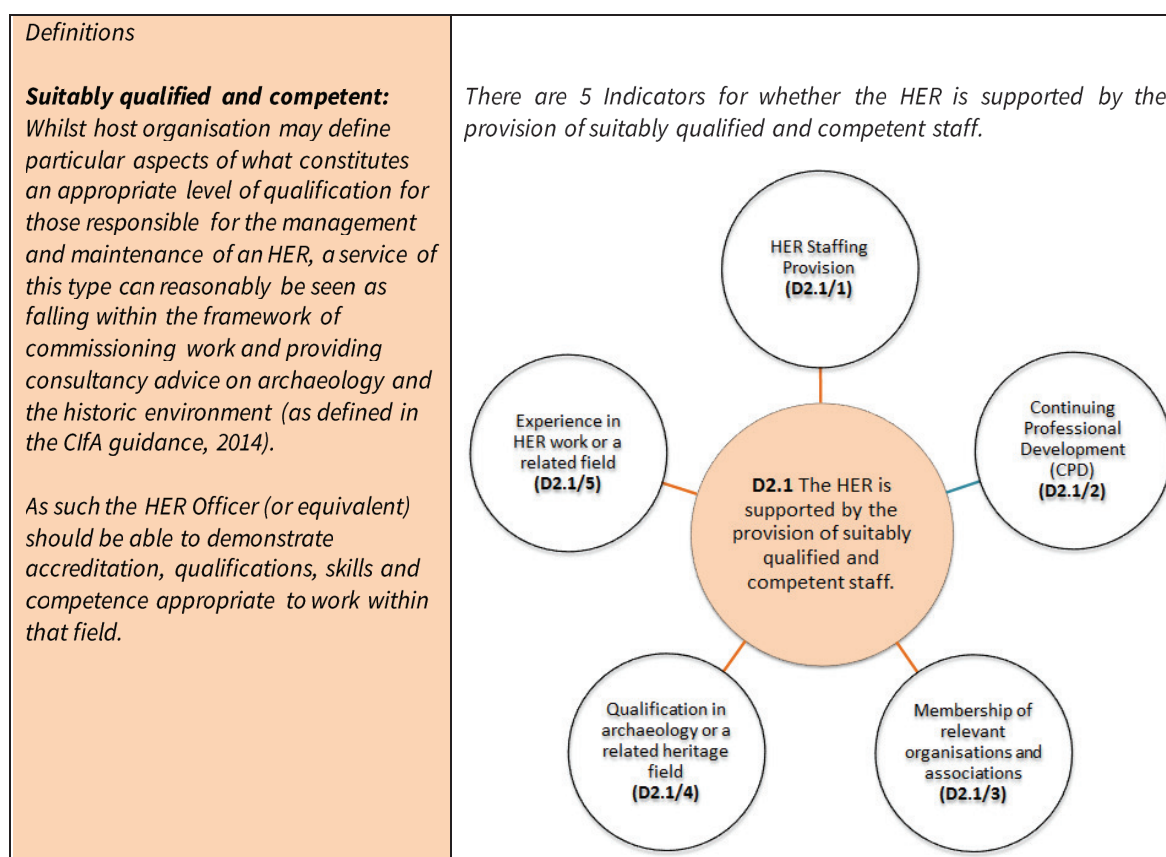 Definitions
Suitably qualified and competent:
Whilst host organisation may define
particular aspects of what constitutes
an appropriate level of qualification for
those responsible for the management
and maintenance of an HER, a service of
this type can reasonably be seen as
falling within the framework of
commissioning work and providing
consultancy advice on archaeology and
the historic environment (as defined in
the CIfA guidance, 2014).
As such the HER Officer (or equivalent)
should be able to demonstrate
accreditation, qualifications, skills and
competence appropriate to work within
that field.
There are 5 Indicators for whether the HER is supported by the
provision of suitably qualified and competent staff.
HER Staffing
Provision
(D2.1/1)
Continuing
Professional
Development
(CPD)
(D2.1/2)
Membership of
relevant
organisations and
associations
(D2.1/3)
Qualification in
archaeology or a
related heritage
field
(D2.1/4)
Experience in
HER work or a
related field
(D2.1/5)
D2.1 The HER is
supported by the
provision of suitably
qualified and
competent staff.